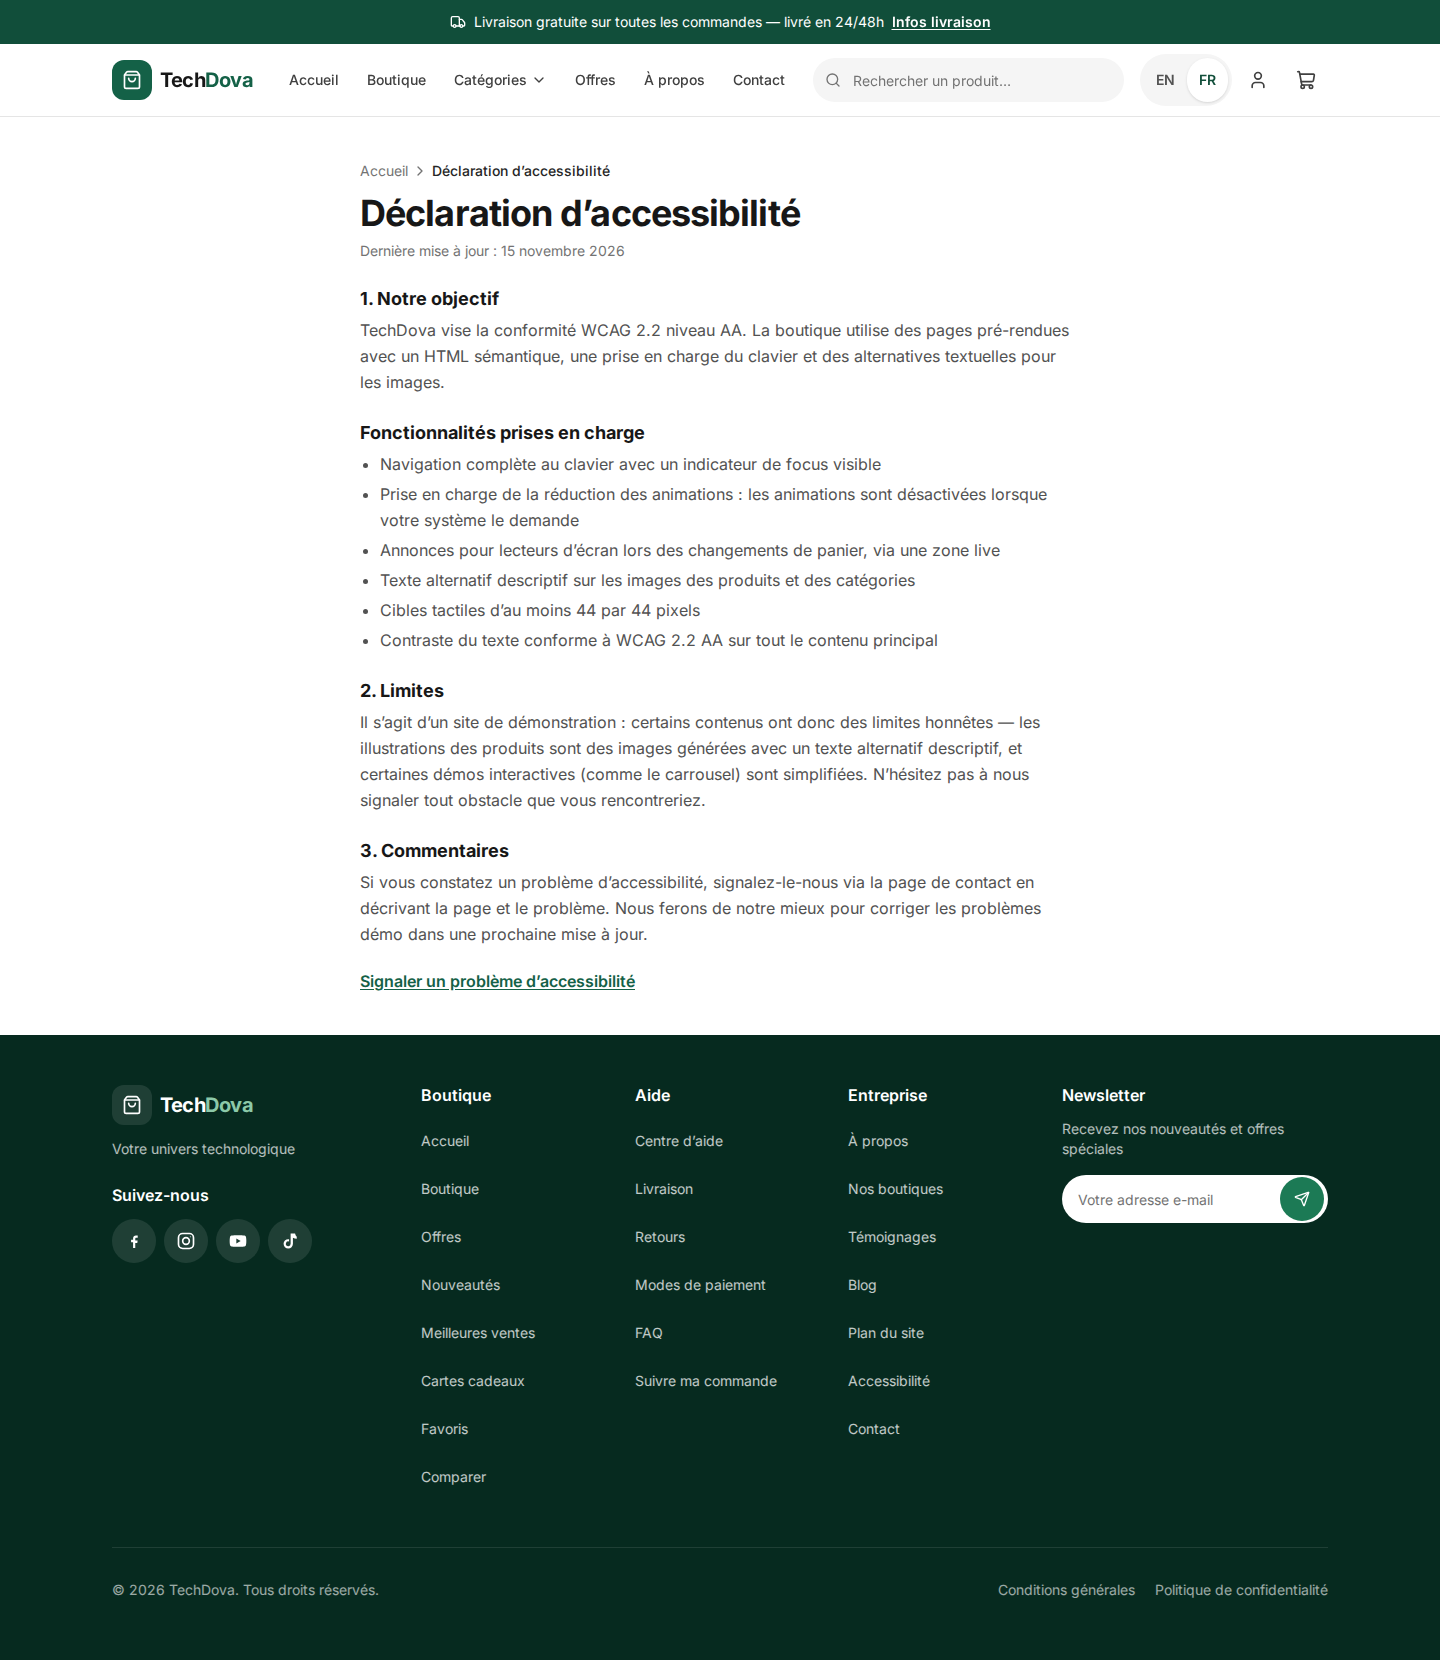 Livraison gratuite sur toutes les commandes — livré en 24/48h Infos livraison
TechDova Accueil Boutique Catégories Offres À propos Contact Rechercher un produit... EN FR
Accueil > Déclaration d’accessibilité
Déclaration d’accessibilité
Dernière mise à jour : 15 novembre 2026
1. Notre objectif
TechDova vise la conformité WCAG 2.2 niveau AA. La boutique utilise des pages pré-rendues
avec un HTML sémantique, une prise en charge du clavier et des alternatives textuelles pour
les images.
Fonctionnalités prises en charge
• Navigation complète au clavier avec un indicateur de focus visible
• Prise en charge de la réduction des animations : les animations sont désactivées lorsque
votre système le demande
• Annonces pour lecteurs d’écran lors des changements de panier, via une zone live
• Texte alternatif descriptif sur les images des produits et des catégories
• Cibles tactiles d’au moins 44 par 44 pixels
• Contraste du texte conforme à WCAG 2.2 AA sur tout le contenu principal
2. Limites
Il s’agit d’un site de démonstration : certains contenus ont donc des limites honnêtes — les
illustrations des produits sont des images générées avec un texte alternatif descriptif, et
certaines démos interactives (comme le carrousel) sont simplifiées. N’hésitez pas à nous
signaler tout obstacle que vous rencontreriez.
3. Commentaires
Si vous constatez un problème d’accessibilité, signalez-le-nous via la page de contact en
décrivant la page et le problème. Nous ferons de notre mieux pour corriger les problèmes
démo dans une prochaine mise à jour.
Signaler un problème d’accessibilité
TechDova
Votre univers technologique
Suivez-nous
Boutique
Accueil
Boutique
Offres
Nouveautés
Meilleures ventes
Cartes cadeaux
Favoris
Comparer
Aide
Centre d’aide
Livraison
Retours
Modes de paiement
FAQ
Suivre ma commande
Entreprise
À propos
Nos boutiques
Témoignages
Blog
Plan du site
Accessibilité
Contact
Newsletter
Recevez nos nouveautés et offres
spéciales
Votre adresse e-mail
© 2026 TechDova. Tous droits réservés.
Conditions générales Politique de confidentialité